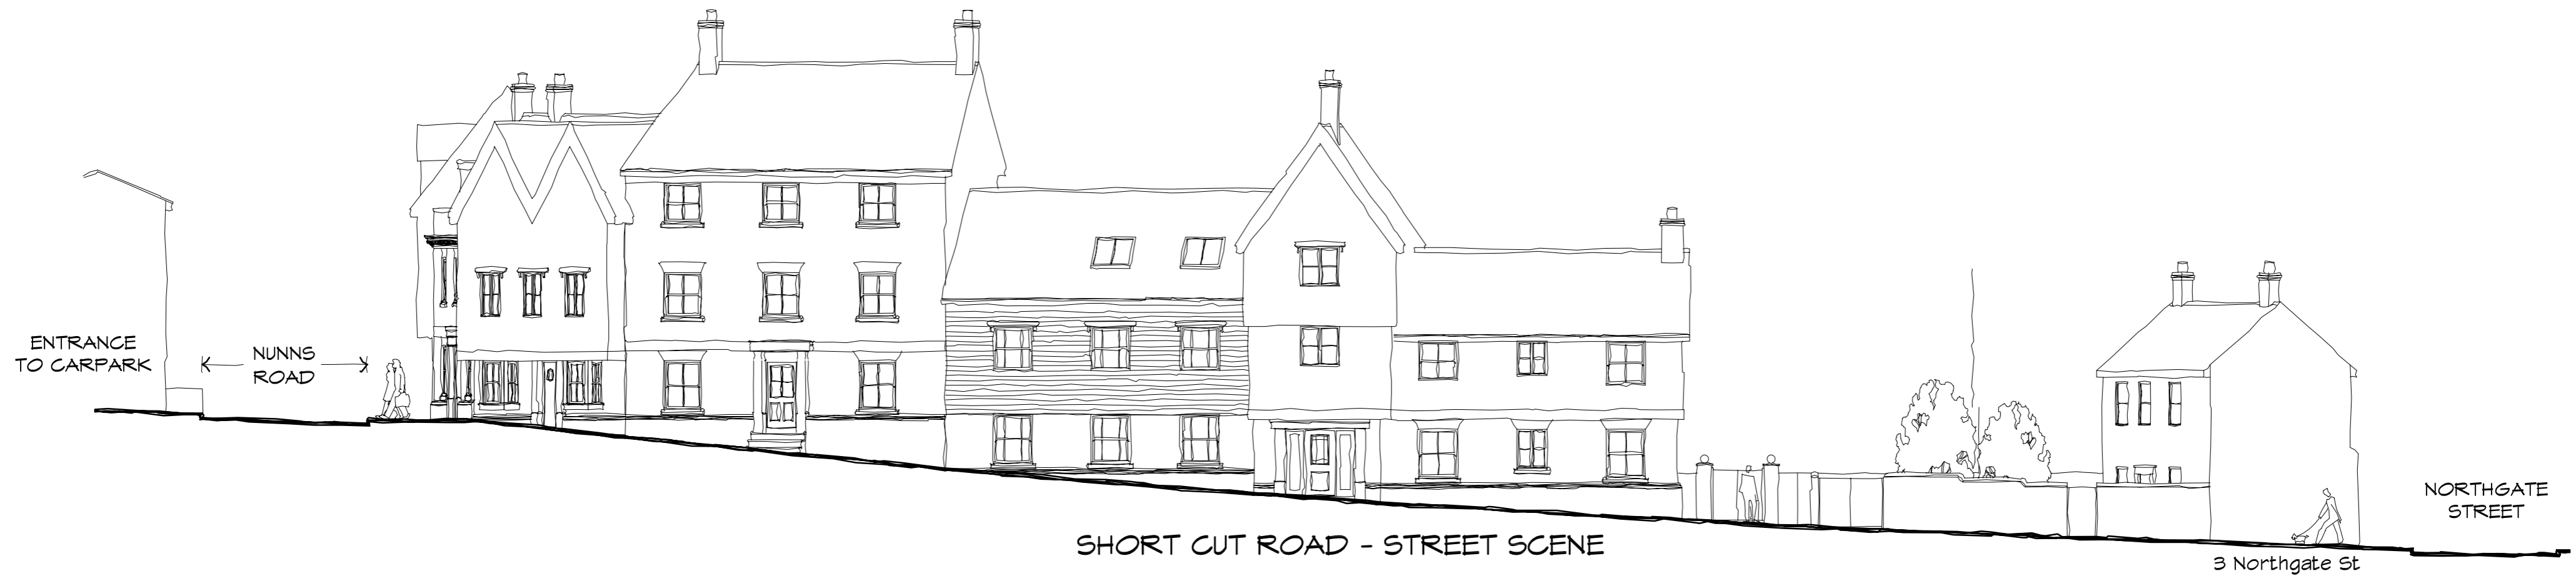 ENTRANCE
TO CARPARK
NUNNS
ROAD
SHORT CUT ROAD - STREET SCENE
NORTHGATE
STREET
3 Northgate St